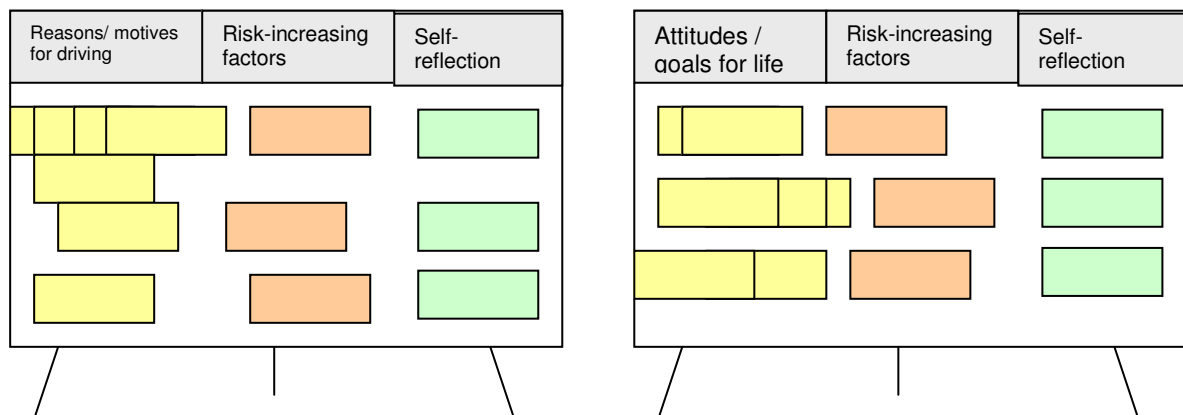 Reasons/ motives
for driving
Risk-increasing
factors
Self-
reflection
Attitudes /
goals for life
Risk-increasing
factors
Self-
reflection